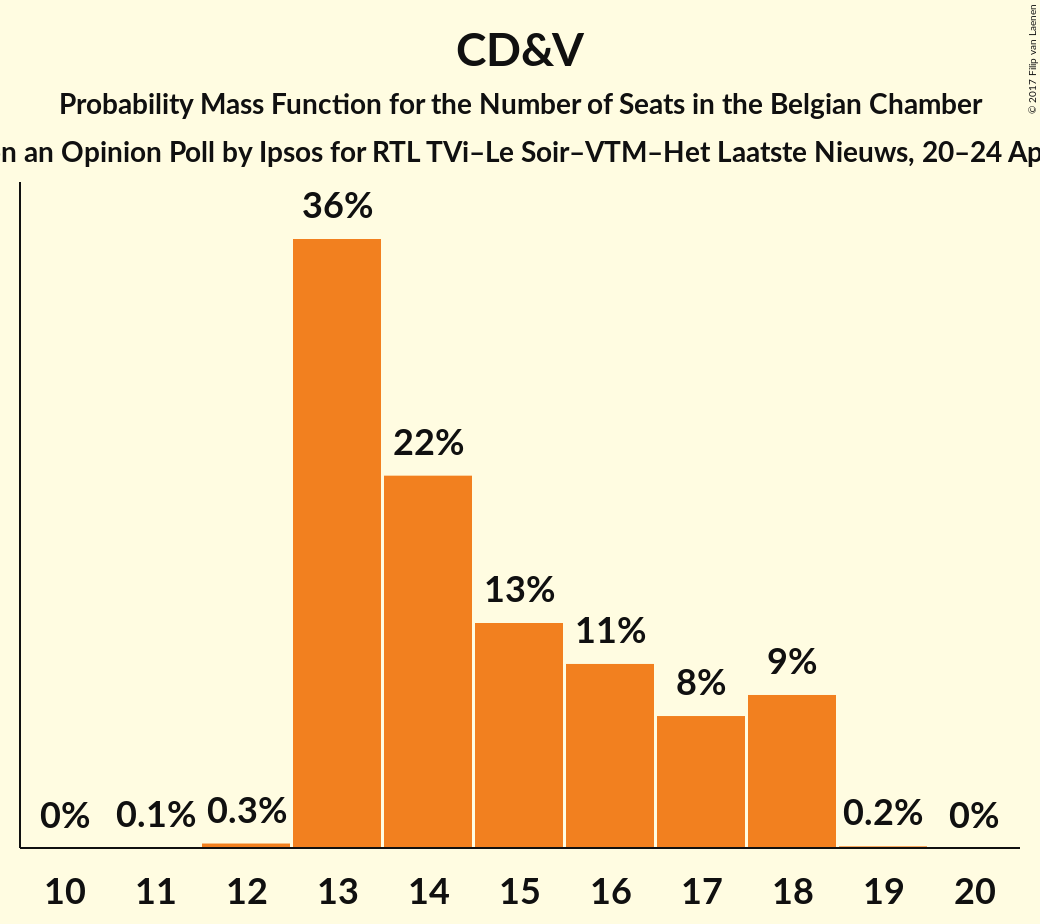 CD&V
Probability Mass Function for the Number of Seats in the Belgian Chamber
an Opinion Poll by Ipsos for RTL TVi–Le Soir–VTM–Het Laatste Nieuws, 20–24
© 2017 Filip van Laenen
36%
22%
13%
11%
8%
9%
0% 0.1% 0.3% 0.2% 0%
10 11 12 13 14 15 16 17 18 19 20